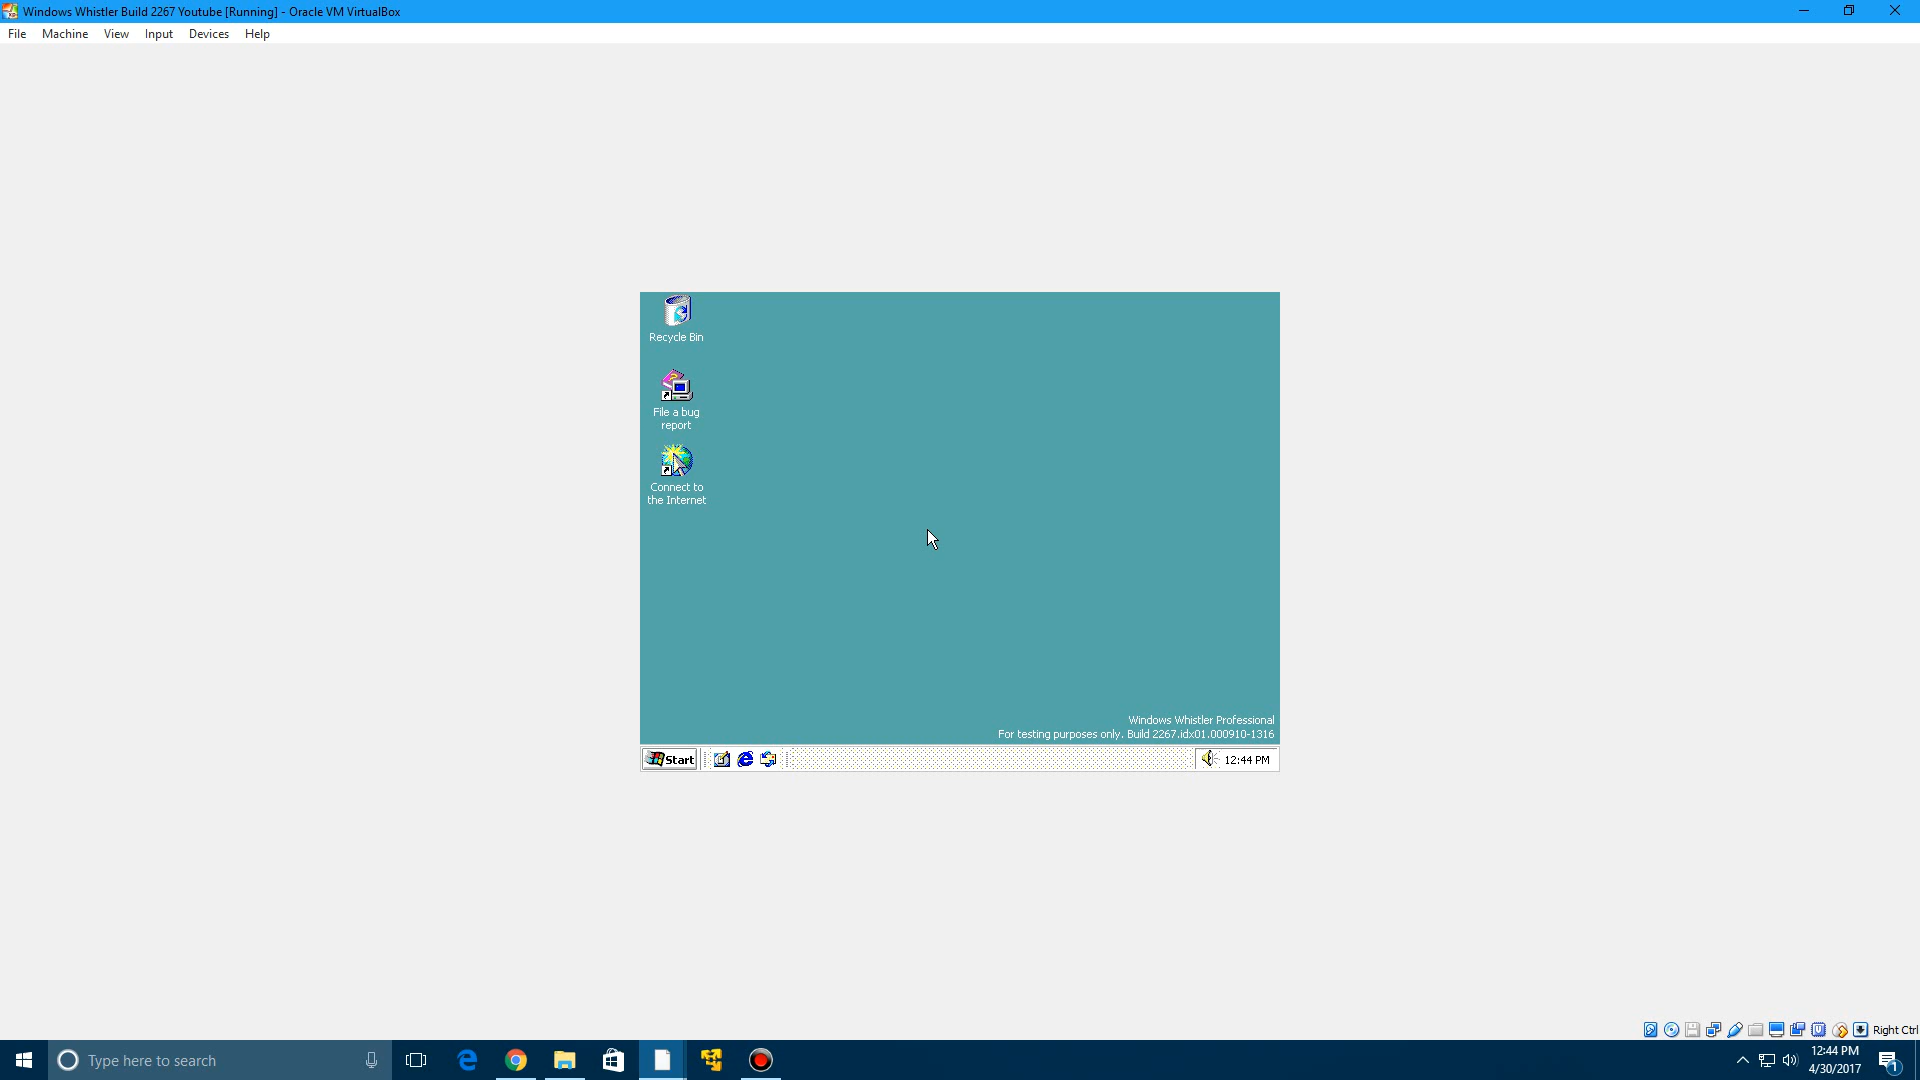 Windows Whistler Build 2267 Youtube [Running] - Oracle VM VirtualBox
File Machine View Input Devices Help
Recycle Bin
File a bug
report
Connect to
the Internet
Windows Whistler Professional
For testing purposes only. Build 2267.idx01.000910-1316
Start
12:44 PM
Right Ctrl
Type here to search
12:44 PM
4/30/2017
1